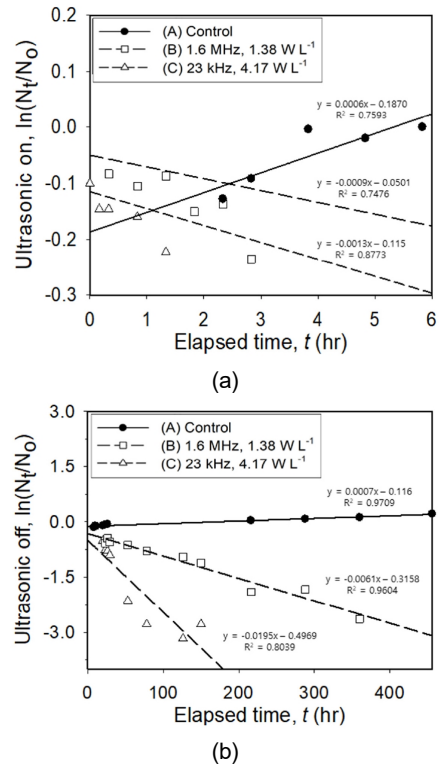 (A) Control
(B) 1.6 MHz, 1.38 W L-1
(C) 23 kHz, 4.17 W L-1
Ultrasonic on, ln(Nt/No)
0.2
0.1
0.0
-0.1
-0.2
-0.3
y = 0.0006x − 0.1870
R² = 0.7593
y = -0.0009x − 0.0501
R² = 0.7476
y = -0.0013x − 0.115
R² = 0.8773
0 1 2 3 4 5 6
Elapsed time, t (hr)
(a)
(A) Control
(B) 1.6 MHz, 1.38 W L-1
(C) 23 kHz, 4.17 W L-1
Ultrasonic off, ln(Nt/No)
3.0
1.5
0.0
-1.5
-3.0
y = 0.0007x − 0.116
R² = 0.9709
y = -0.0061x − 0.3158
R² = 0.9604
y = -0.0195x − 0.4969
R² = 0.8039
0 100 200 300 400
Elapsed time, t (hr)
(b)